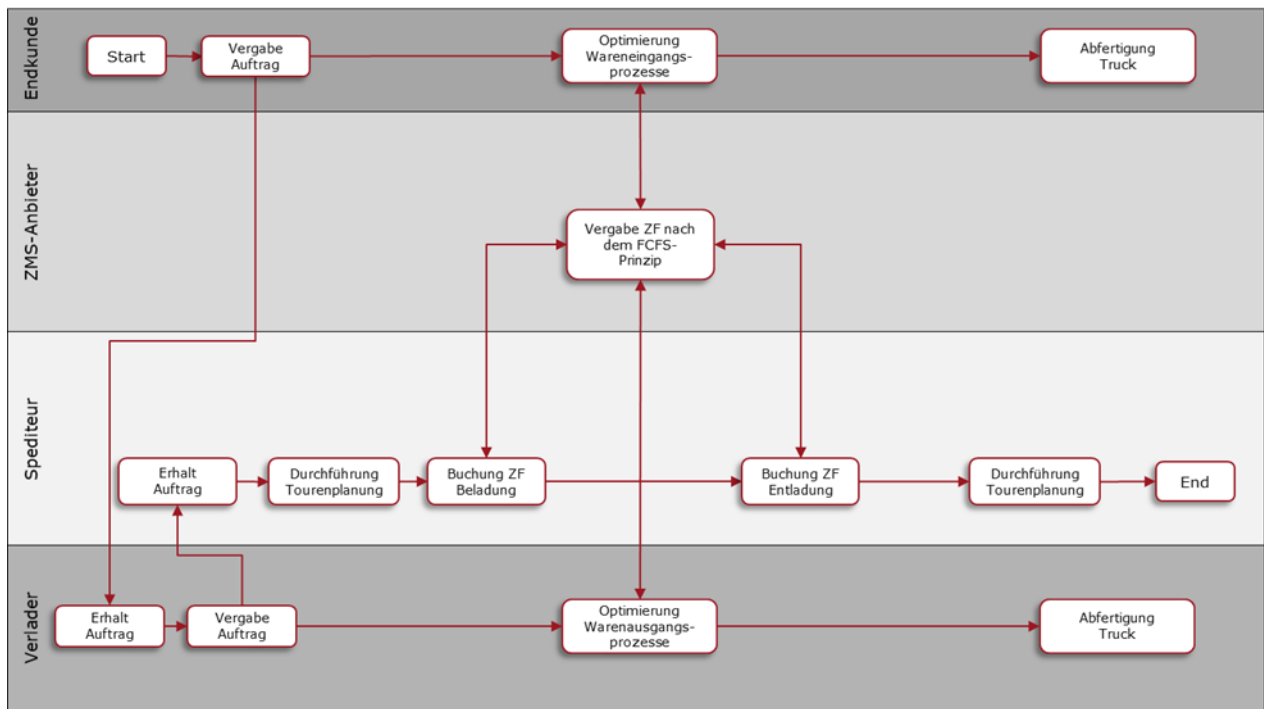 Endkunde
Start
Vergabe
Auftrag
Optimierung
Wareneingangs-
prozesse
Abfertigung
Truck
ZMS-Anbieter
Vergabe ZF nach
dem FCFS-
Prinzip
Spediteur
Erhalt
Auftrag
Durchführung
Tourenplanung
Buchung ZF
Beladung
Buchung ZF
Entladung
Durchführung
Tourenplanung
End
Verlader
Erhalt
Auftrag
Vergabe
Auftrag
Optimierung
Warenausgangs-
prozesse
Abfertigung
Truck